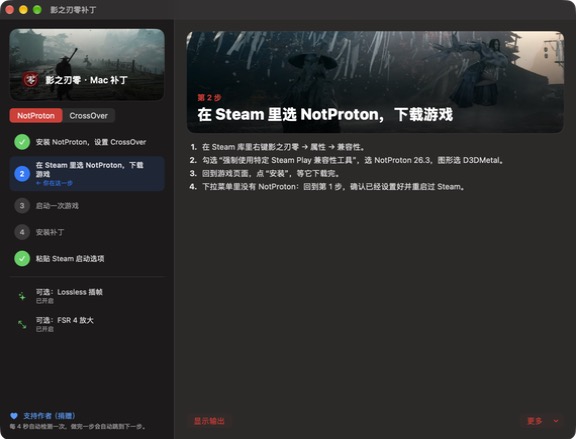 影之刃零补丁
零
影之刃零 · Mac 补丁
NotProton
CrossOver
安装 NotProton，设置 CrossOver
2
在 Steam 里选 NotProton，下载
游戏
← 你在这一步
3
启动一次游戏
4
安装补丁
粘贴 Steam 启动选项
可选：Lossless 插帧
已开启
可选：FSR 4 放大
已开启
支持作者（捐赠）
每 4 秒自动检测一次，做完一步会自动跳到下一步。
第 2 步
在 Steam 里选 NotProton，下载游戏
1. 在 Steam 库里右键影之刃零 → 属性 → 兼容性。
2. 勾选“强制使用特定 Steam Play 兼容性工具”，选 NotProton 26.3，图形选 D3DMetal。
3. 回到游戏页面，点“安装”，等它下载完。
4. 下拉菜单里没有 NotProton：回到第 1 步，确认已经设置好并重启过 Steam。
显示输出
更多